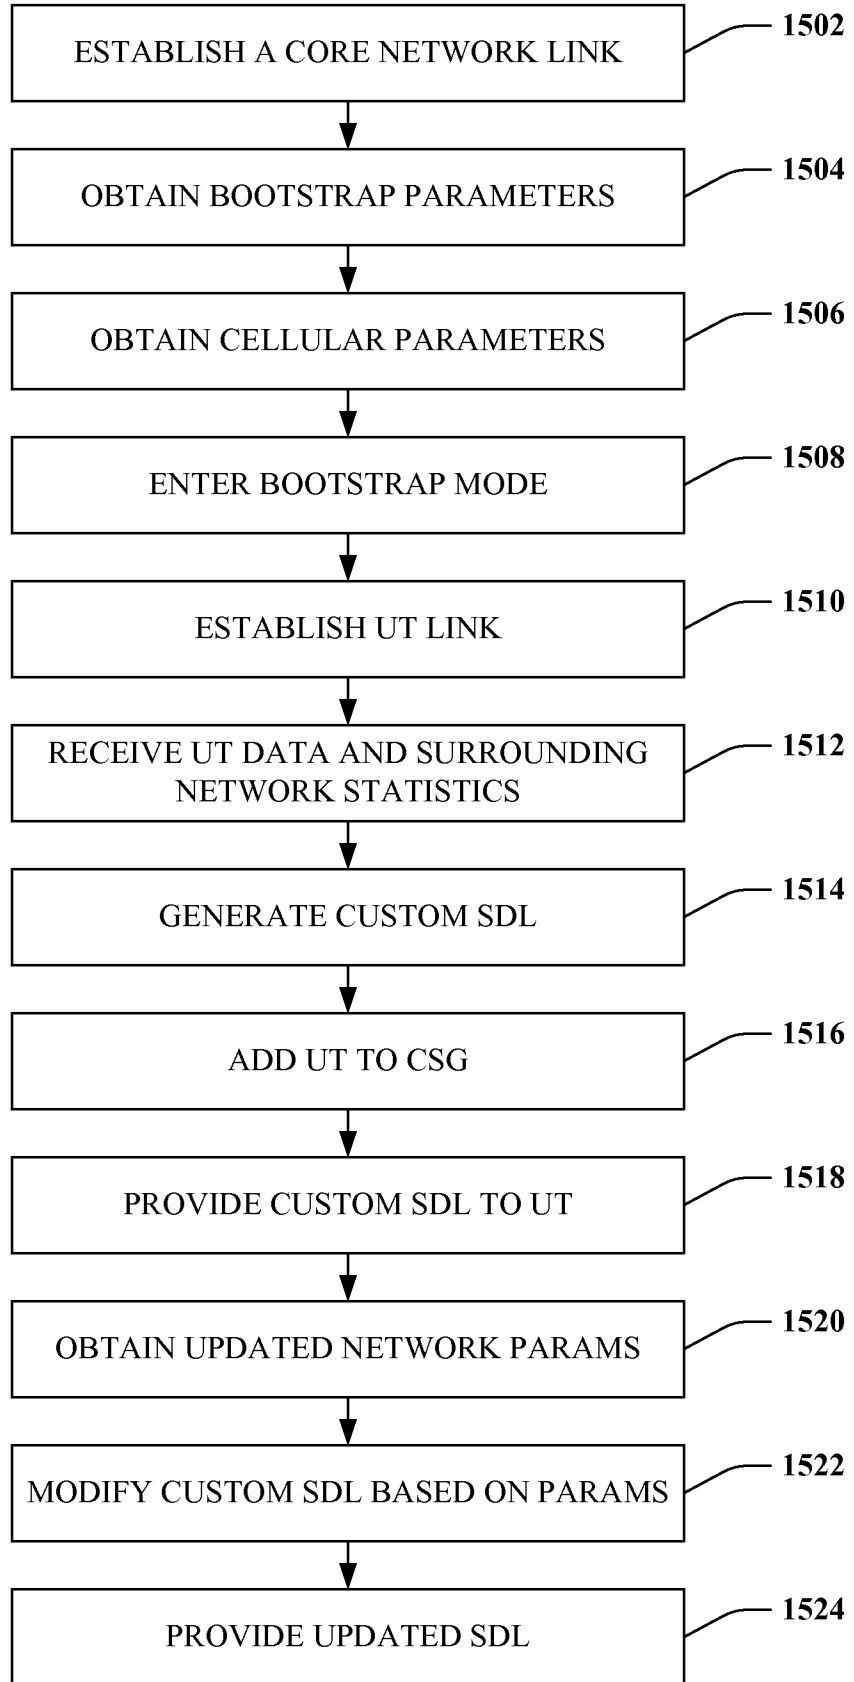 ESTABLISH A CORE NETWORK LINK
1502
OBTAIN BOOTSTRAP PARAMETERS
1504
OBTAIN CELLULAR PARAMETERS
1506
ENTER BOOTSTRAP MODE
1508
ESTABLISH UT LINK
1510
RECEIVE UT DATA AND SURROUNDING
NETWORK STATISTICS
1512
GENERATE CUSTOM SDL
1514
ADD UT TO CSG
1516
PROVIDE CUSTOM SDL TO UT
1518
OBTAIN UPDATED NETWORK PARAMS
1520
MODIFY CUSTOM SDL BASED ON PARAMS
1522
PROVIDE UPDATED SDL
1524